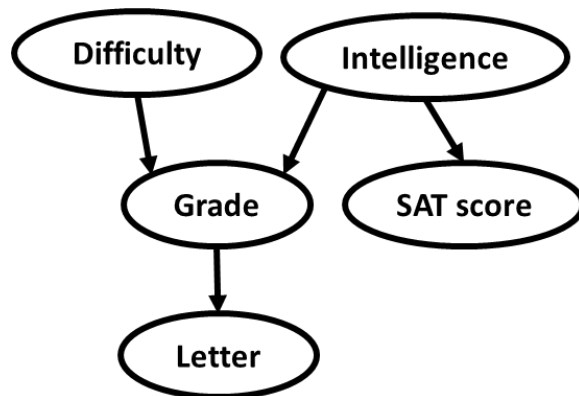 Difficulty
Intelligence
Grade
SAT score
Letter